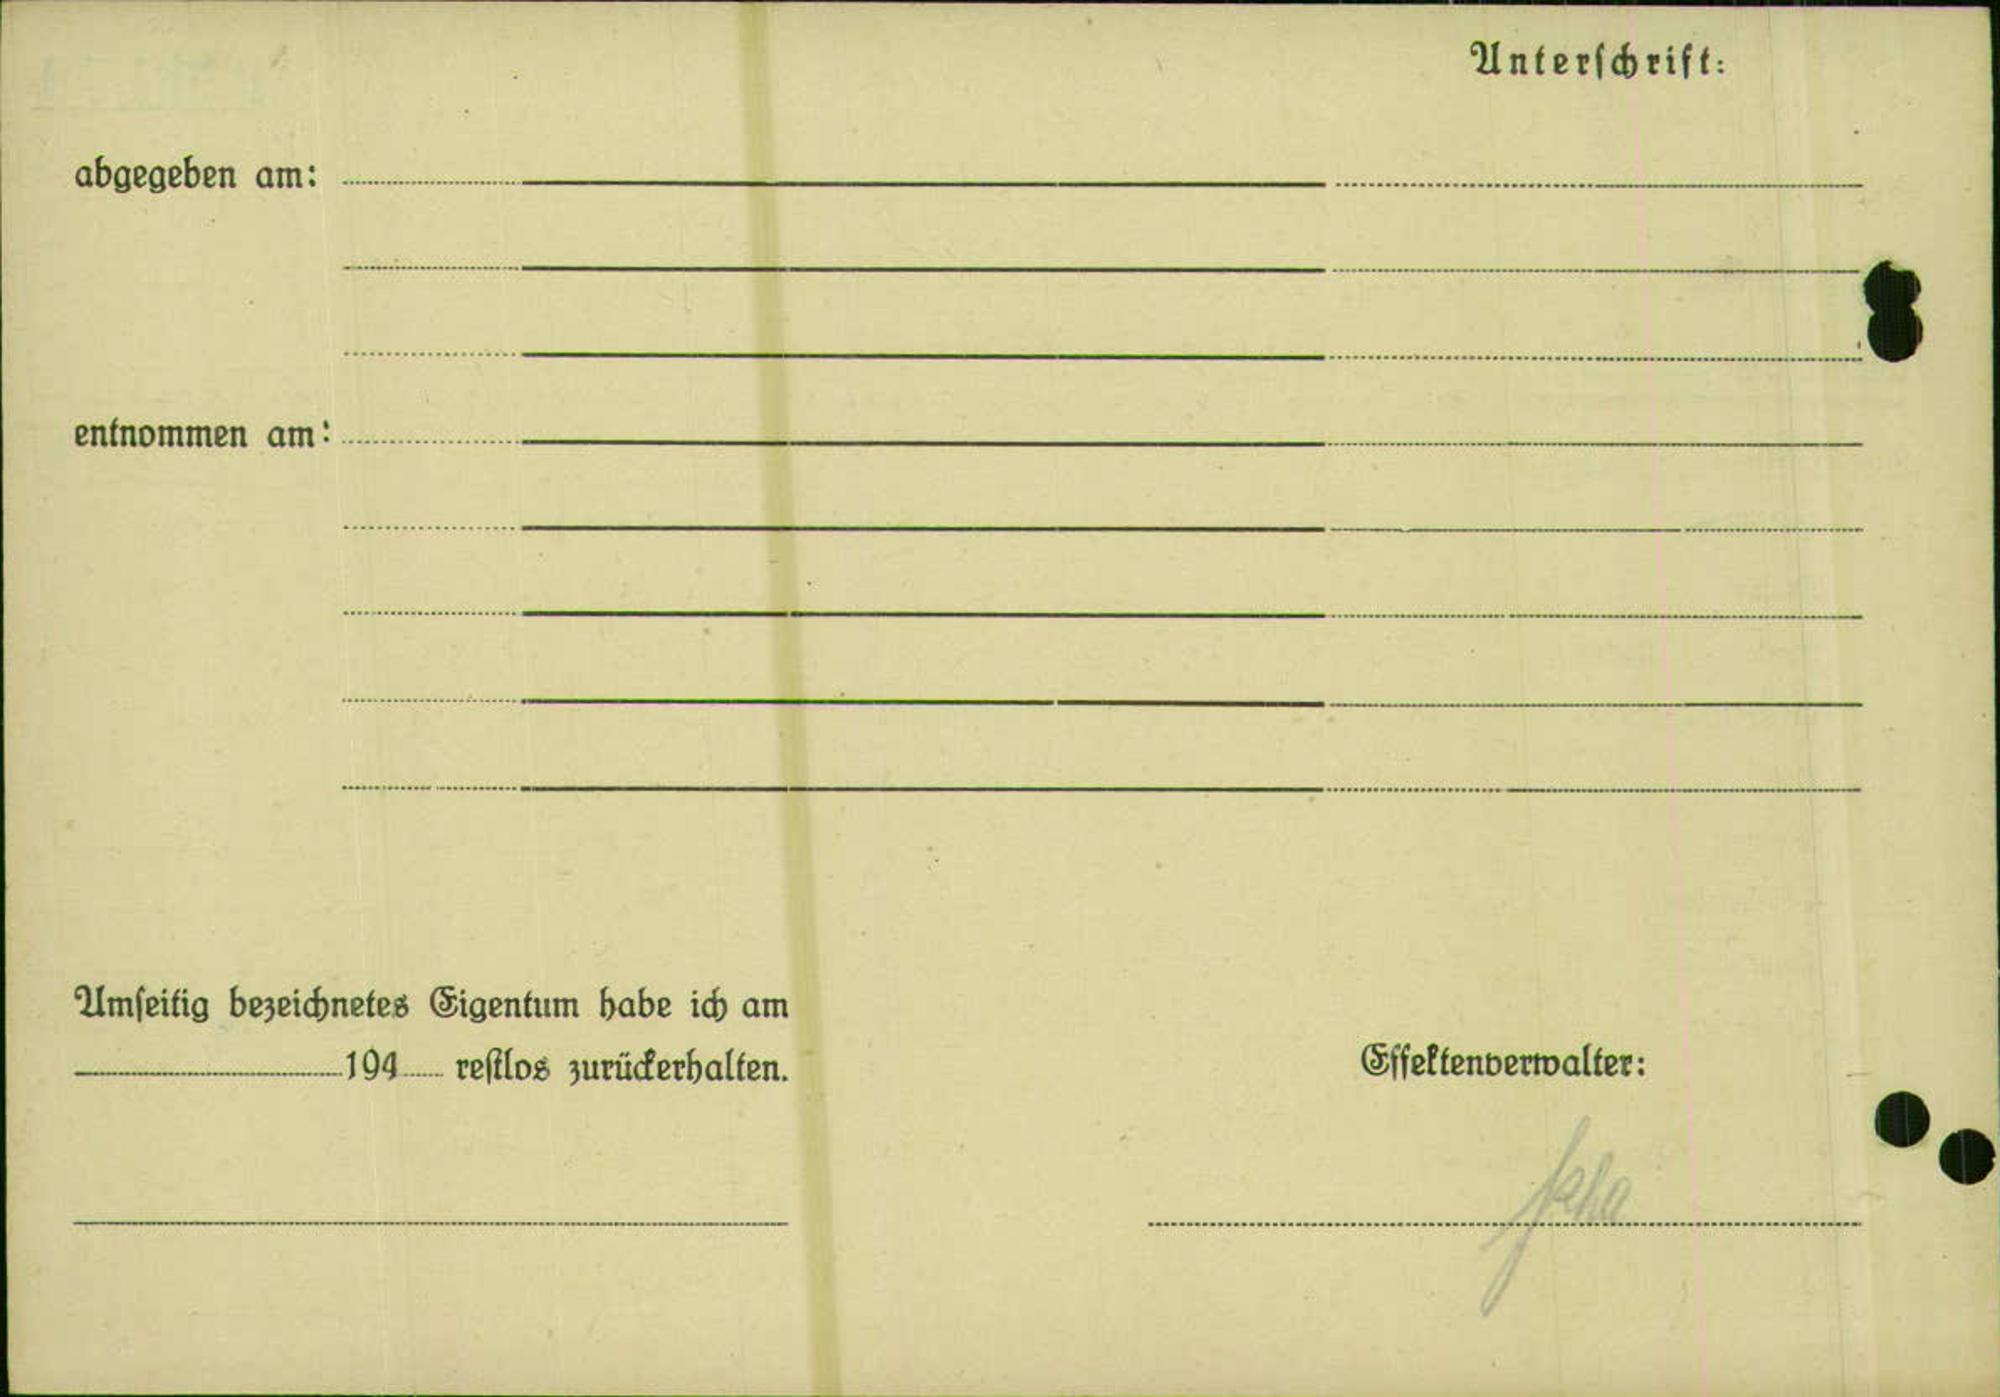 Unterschrift:
abgegeben am:
entnommen am:
Umseitig bezeichnetes Eigentum habe ich am
194 restlos zurückerhalten.
Effektenverwalter: